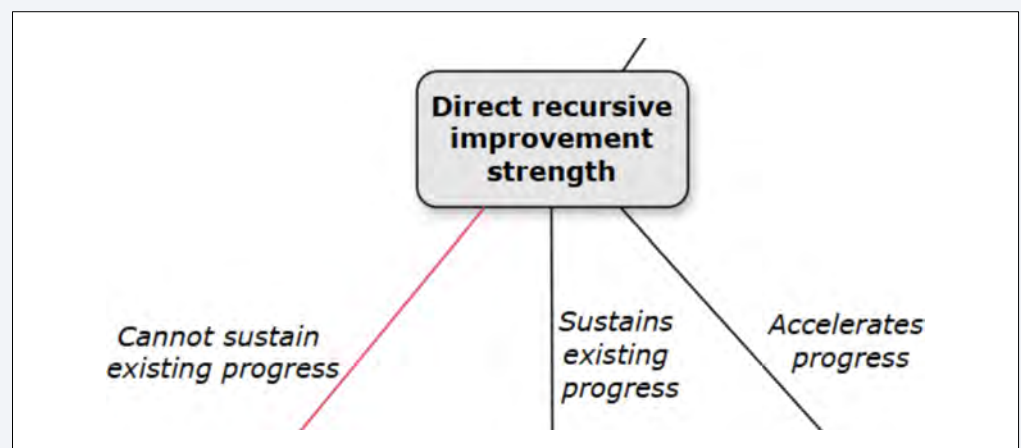 Direct recursive
improvement
strength
Cannot sustain
existing progress
Sustains
existing
progress
Accelerates
progress